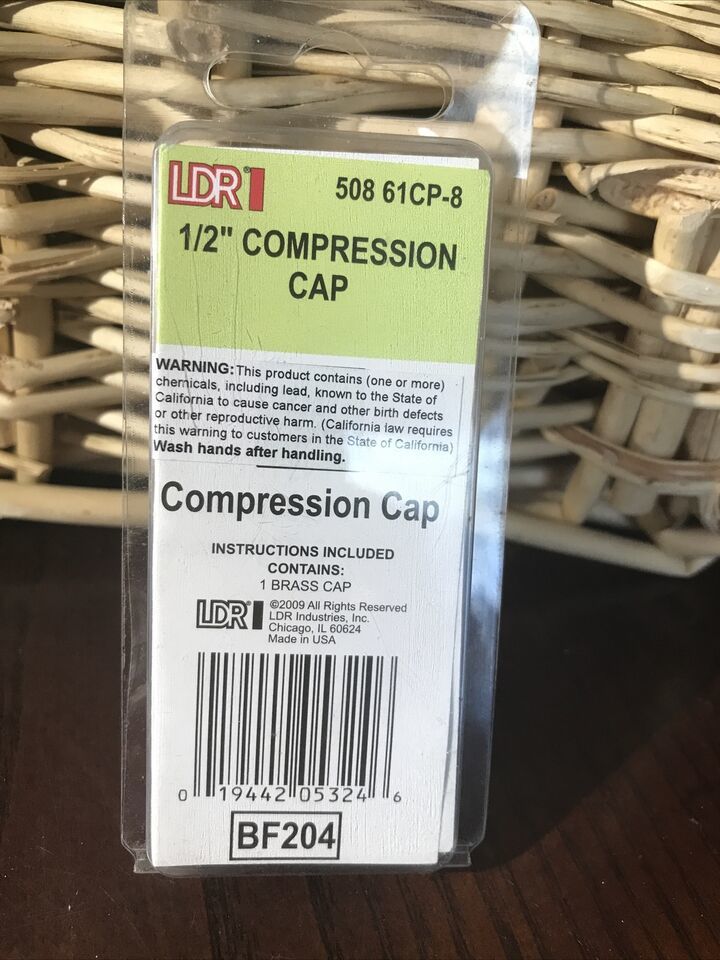 LDR® 508 61CP-8
1/2" COMPRESSION
CAP
WARNING: This product contains (one or more)
chemicals, including lead, known to the State of
California to cause cancer and other birth defects
or other reproductive harm. (California law requires
this warning to customers in the State of California)
Wash hands after handling.
Compression Cap
INSTRUCTIONS INCLUDED
CONTAINS:
1 BRASS CAP
LDR® ©2009 All Rights Reserved
LDR Industries, Inc.
Chicago, IL 60624
Made in USA
0 19442 05324 6
BF204